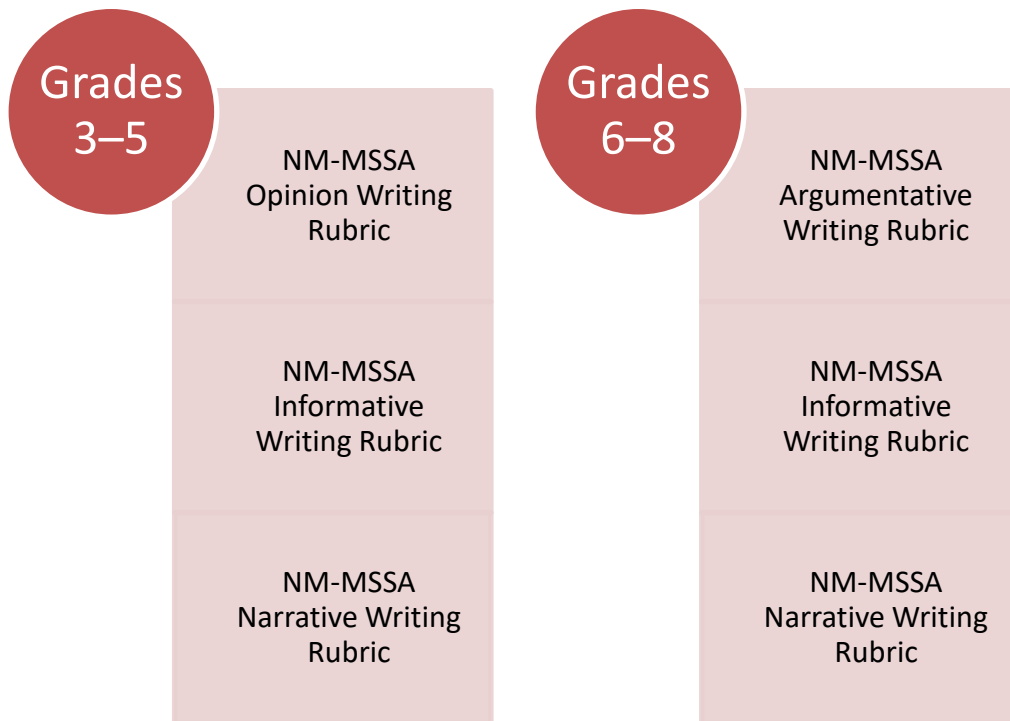 Grades
3–5
NM-MSSA
Opinion Writing
Rubric
NM-MSSA
Informative
Writing Rubric
NM-MSSA
Narrative Writing
Rubric
Grades
6–8
NM-MSSA
Argumentative
Writing Rubric
NM-MSSA
Informative
Writing Rubric
NM-MSSA
Narrative Writing
Rubric